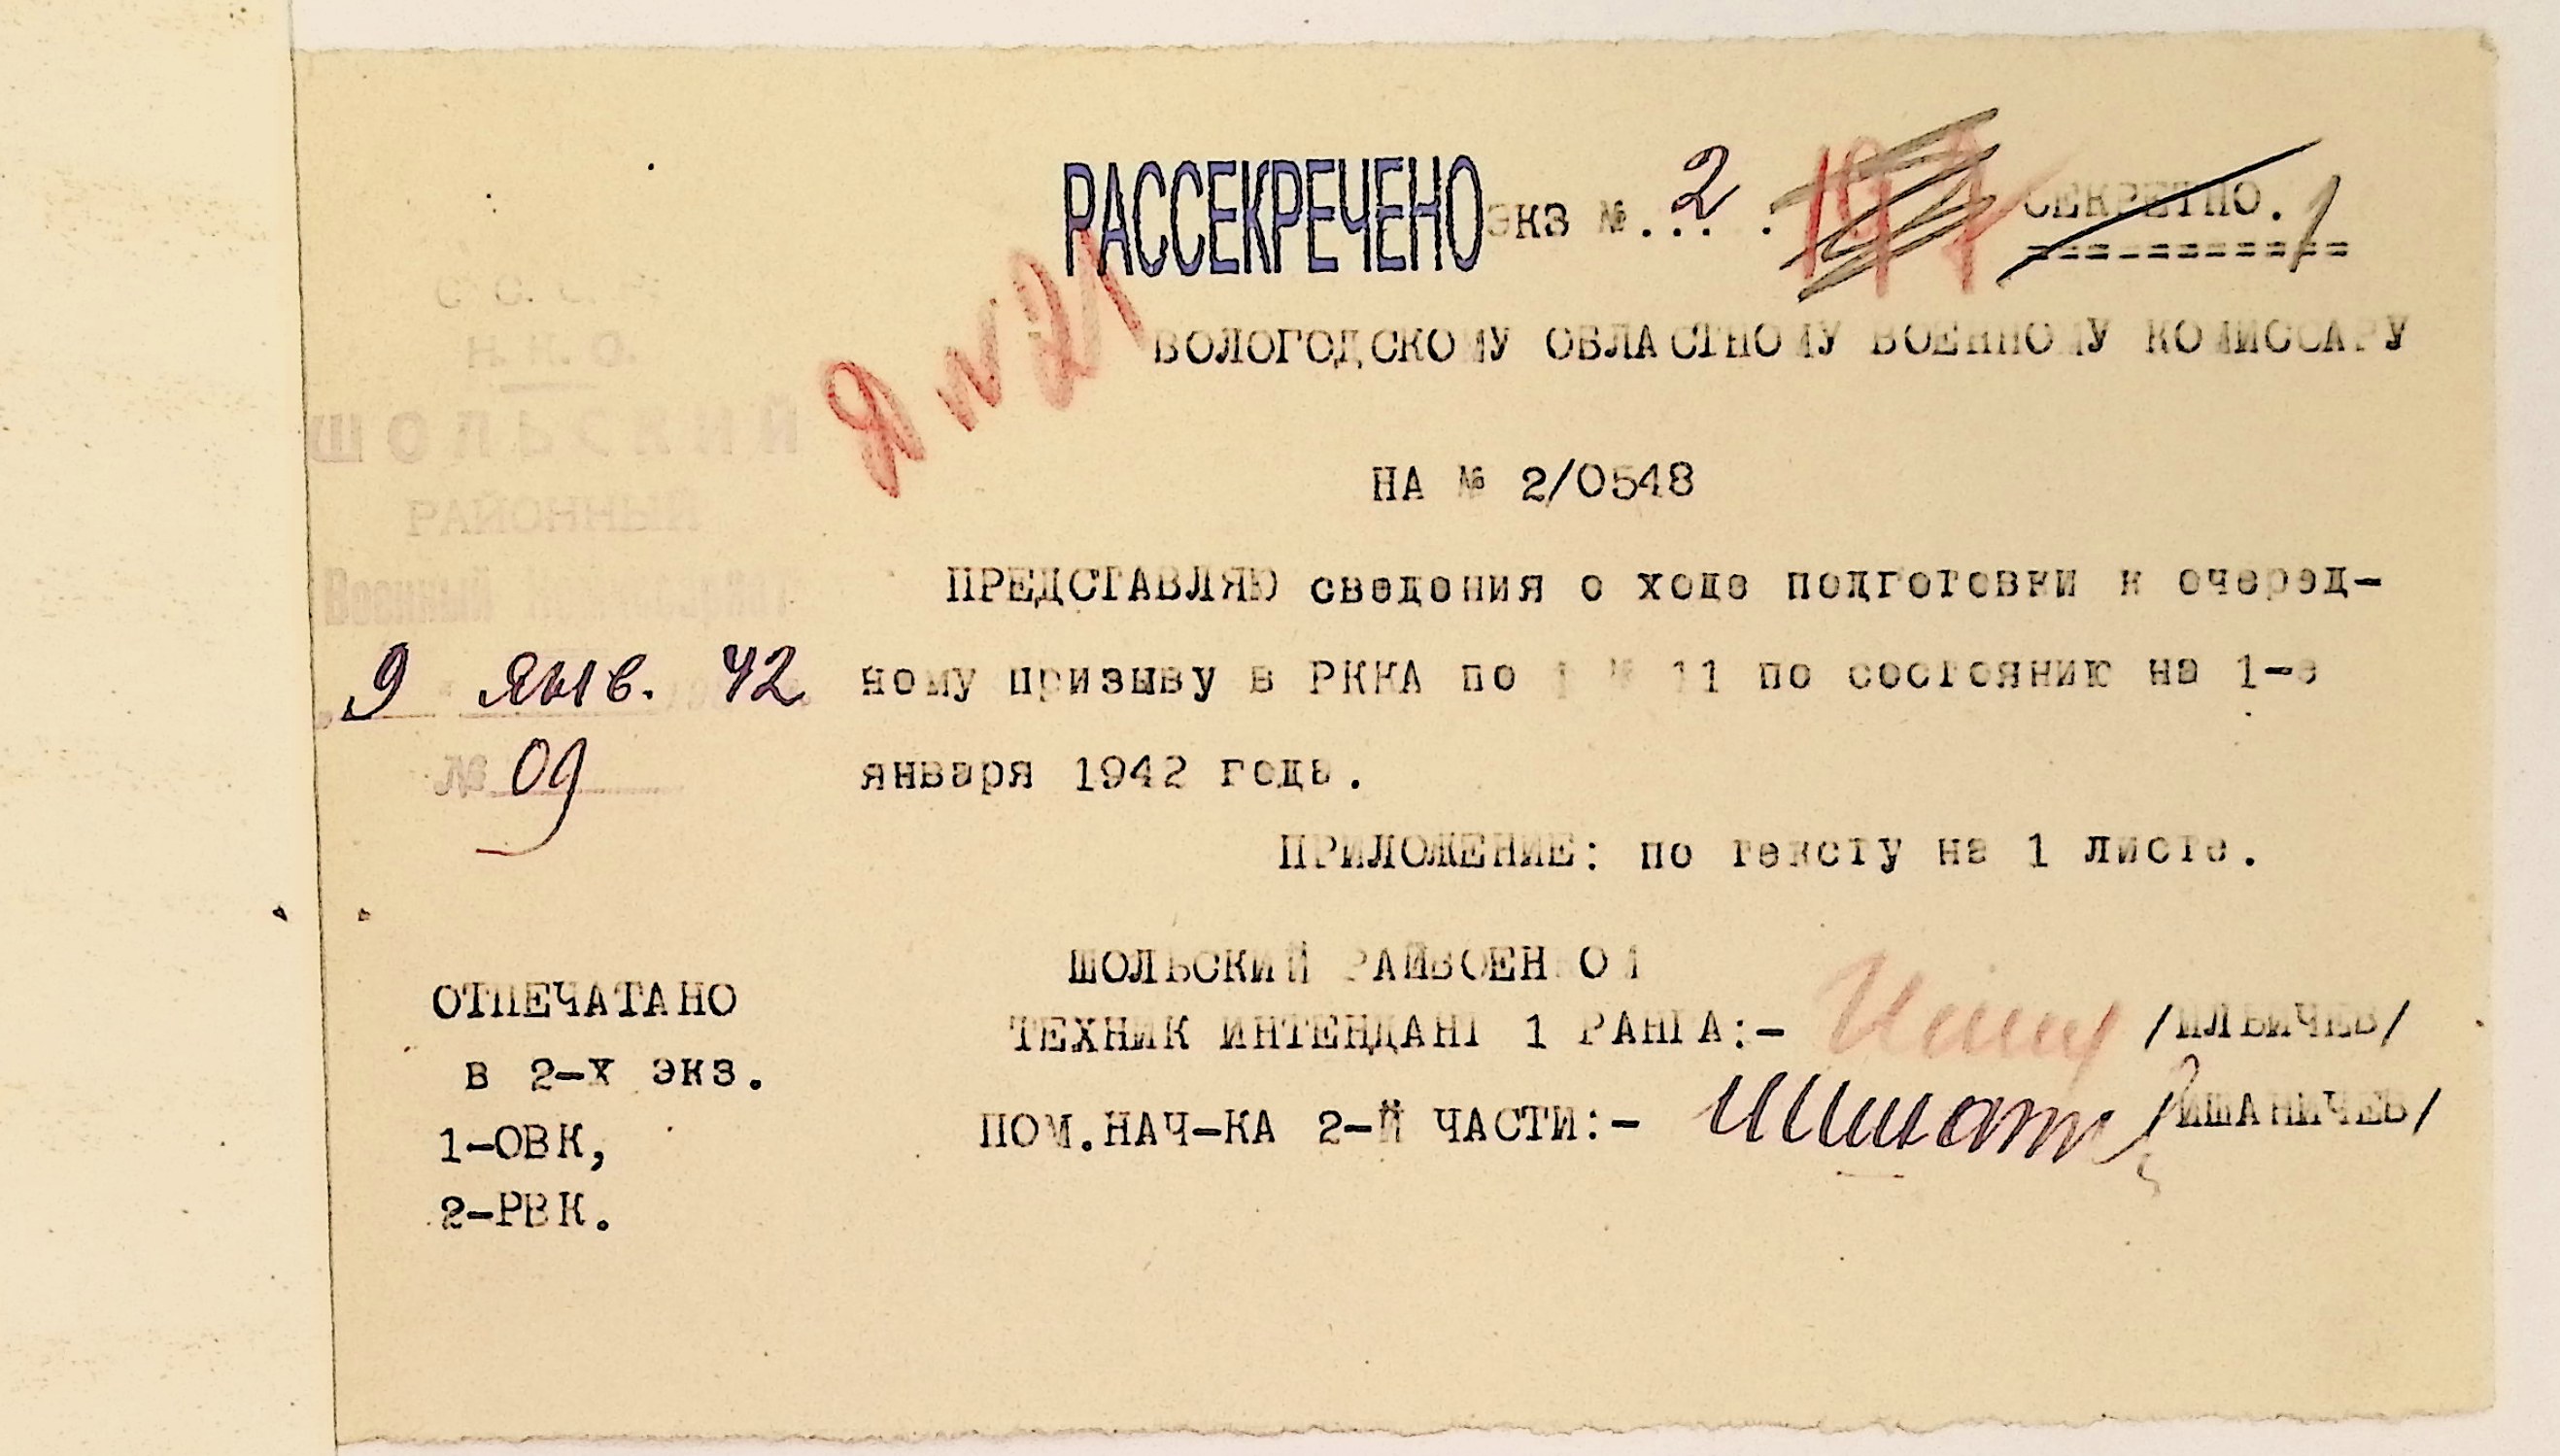 РАССЕКРЕЧЕНО экз №... 2 . СЕКРЕТНО. 1
ВОЛОГОДСКОМУ ОБЛАСТНОМУ ВОЕННОМУ КОМИССАРУ
Н.К.О.
ШОЛЬСКИЙ
РАЙОННЫЙ
Военный
9 янв. 42
№ 09
НА № 2/0548
ПРЕДСТАВЛЯЮ сведения о ходе подготовки к очеред-
ному призыву в РККА по 11 по состоянию на 1-е
января 1942 года.
ПРИЛОЖЕНИЕ: по тексту на 1 листе.
ШОЛЬСКИЙ РАЙВОЕНКОМ
ТЕХНИК ИНТЕНДАНТ 1 РАНГА:- /ИЛЬИЧЕВ/
ПОМ.НАЧ-КА 2-Й ЧАСТИ:- /ИШАНИЧЕВ/
ОТПЕЧАТАНО
в 2-х экз.
1-ОВК,
2-РВК.